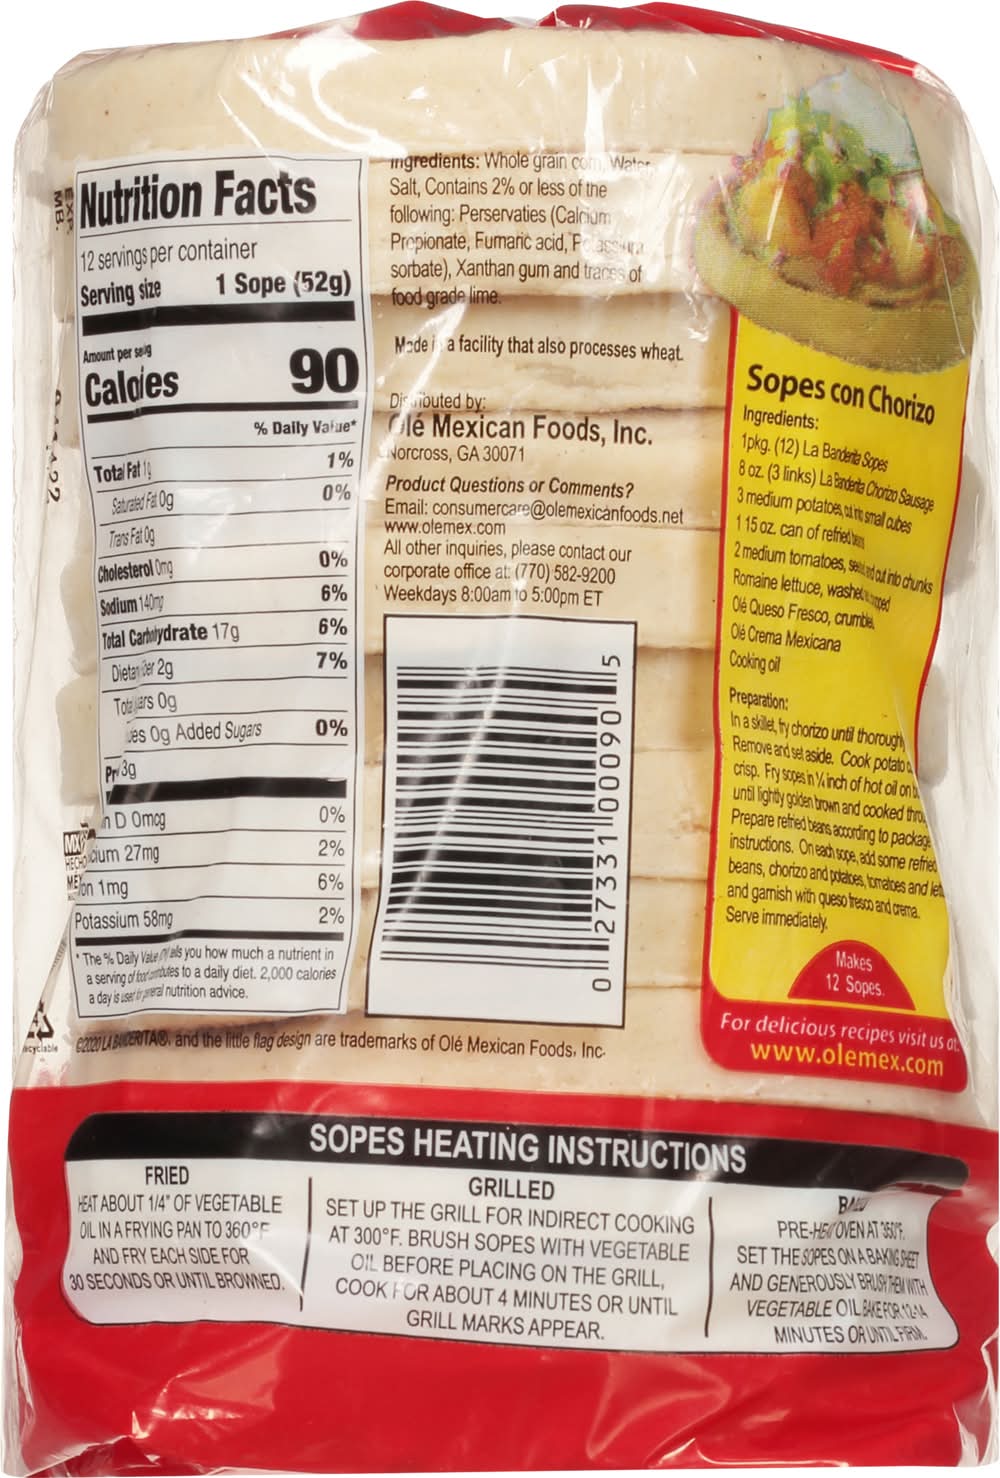 Nutrition Facts
12 servings per container
Serving size 1 Sope (52g)
Amount per
Calories 90
% Daily Value*
Total Fat 1g 1%
Saturated Fat 0g 0%
Trans Fat 0g
Cholesterol 0mg 0%
Sodium 140mg 6%
Total Carbohydrate 17g 6%
2g 7%
0g
0g Added Sugars 0%
3g
D 0mcg 0%
27mg 2%
1mg 6%
Potassium 58mg 2%
* The % Daily Value you how much a nutrient in
a serving of food contributes to a daily diet. 2,000 calories
a day is used for general nutrition advice.
EXP.
MB.
Ingredients: Whole grain corn, Water,
Salt, Contains 2% or less of the
following: Perservaties (Calcium
Propionate, Fumaric acid, Potassium
sorbate), Xanthan gum and traces of
food grade lime.
Made in a facility that also processes wheat.
Distributed by:
Olé Mexican Foods, Inc.
Norcross, GA 30071
Product Questions or Comments?
Email: consumercare@olemexicanfoods.net
www.olemex.com
All other inquiries, please contact our
corporate office at: (770) 582-9200
Weekdays 8:00am to 5:00pm ET
0 27331 00090 5
Sopes con Chorizo
Ingredients:
1pkg. (12) La Banderita Sopes
8 oz. (3 links) La Banderita Chorizo Sausage
3 medium potatoes, cut into small cubes
1 15 oz. can of refried beans
2 medium tomatoes, and cut into chunks
Romaine lettuce, washed
Olé Queso Fresco,
Olé Crema Mexicana
Cooking oil
Preparation:
In a skillet, fry chorizo until
Remove and set aside. Cook potato
crisp. Fry sopes in ¼ inch of hot oil on
until lightly golden brown and cooked
Prepare refried beans according to package
instructions. On each sope, add some refried
beans, chorizo and potatoes, tomatoes and
and garnish with queso fresco and crema.
Serve immediately.
Makes
12 Sopes.
For delicious recipes visit us at:
www.olemex.com
©2020 LA BANDERITA®, and the little flag design are trademarks of Olé Mexican Foods, Inc.
SOPES HEATING INSTRUCTIONS
FRIED
HEAT ABOUT 1/4" OF VEGETABLE
OIL IN A FRYING PAN TO 360°F
AND FRY EACH SIDE FOR
30 SECONDS OR UNTIL BROWNED.
GRILLED
SET UP THE GRILL FOR INDIRECT COOKING
AT 300°F. BRUSH SOPES WITH VEGETABLE
OIL BEFORE PLACING ON THE GRILL,
COOK FOR ABOUT 4 MINUTES OR UNTIL
GRILL MARKS APPEAR.
PRE-HEAT OVEN AT 350°F.
SET THE SOPES ON A BAKING SHEET
AND GENEROUSLY BRUSH THEM WITH
VEGETABLE OIL. BAKE FOR 12-14
MINUTES OR UNTIL FIRM.